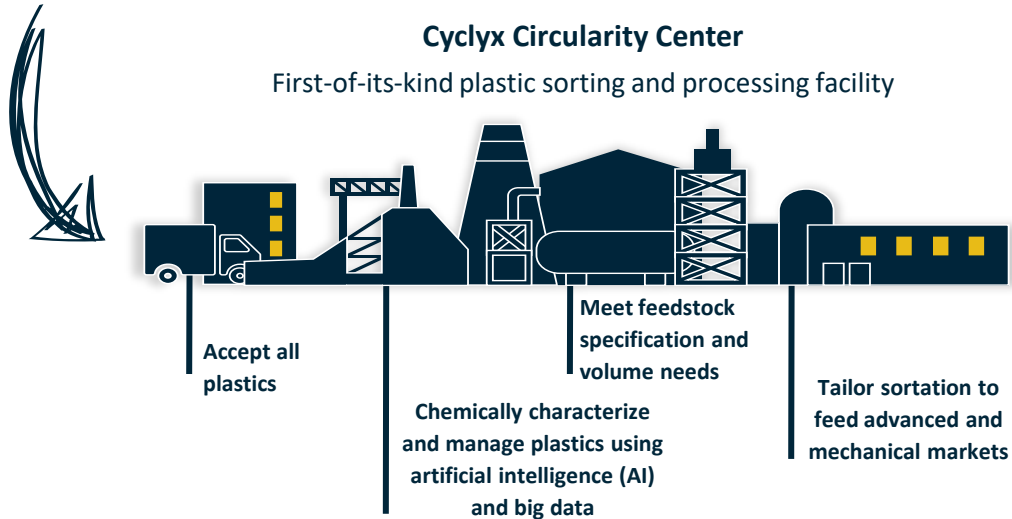 Cyclyx Circularity Center
First-of-its-kind plastic sorting and processing facility
Accept all
plastics
Chemically characterize
and manage plastics using
artificial intelligence (AI)
and big data
Meet feedstock
specification and
volume needs
Tailor sortation to
feed advanced and
mechanical markets